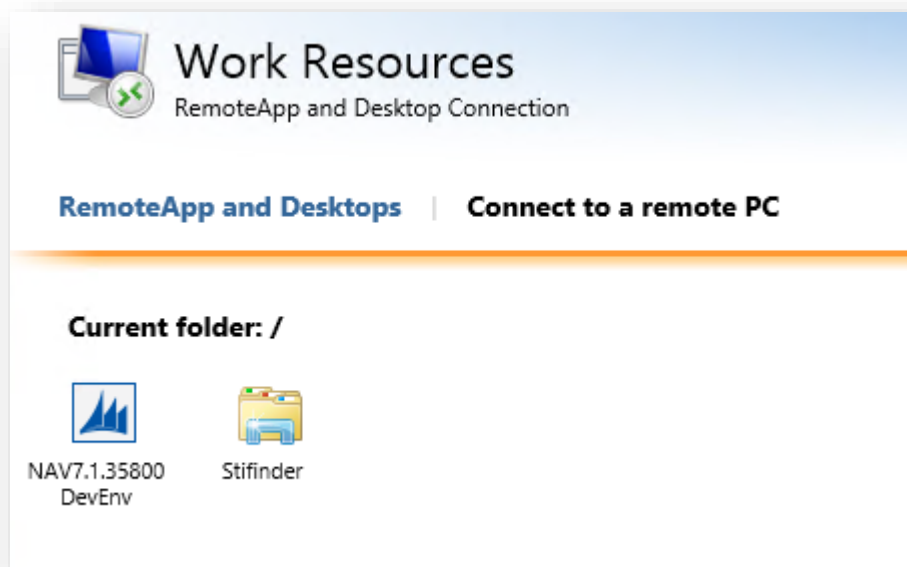 Work Resources
RemoteApp and Desktop Connection
RemoteApp and Desktops | Connect to a remote PC
Current folder: /
NAV7.1.35800
DevEnv
Stifinder